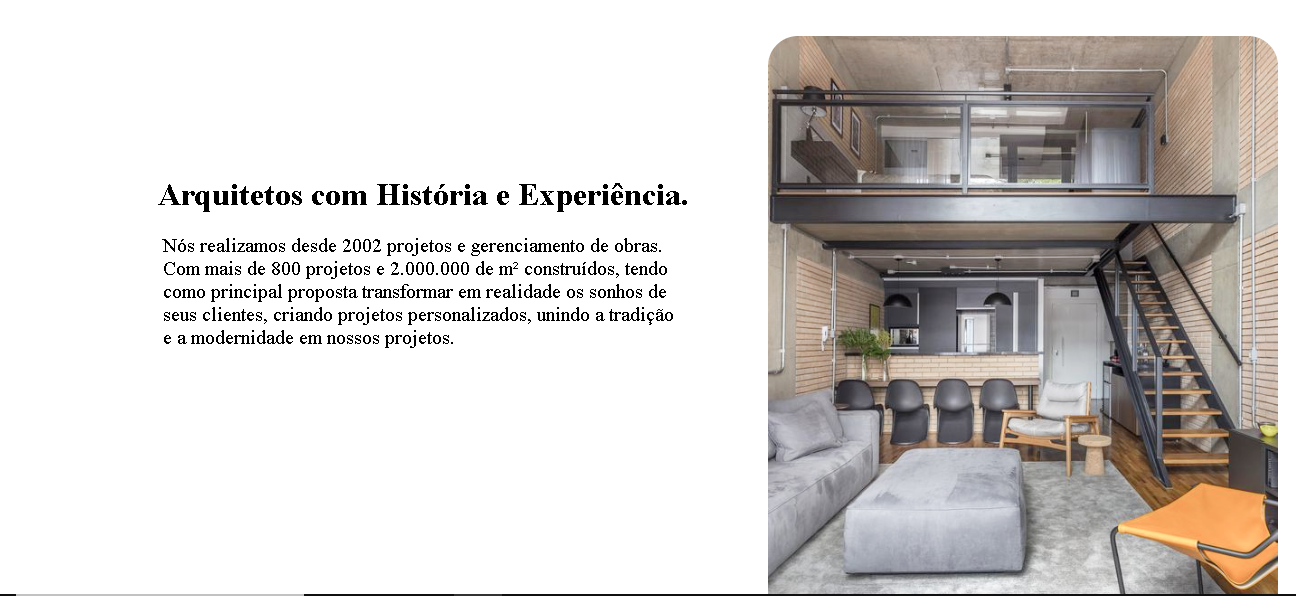 Arquitetos com História e Experiência.
Nós realizamos desde 2002 projetos e gerenciamento de obras.
Com mais de 800 projetos e 2.000.000 de m² construídos, tendo
como principal proposta transformar em realidade os sonhos de
seus clientes, criando projetos personalizados, unindo a tradição
e a modernidade em nossos projetos.